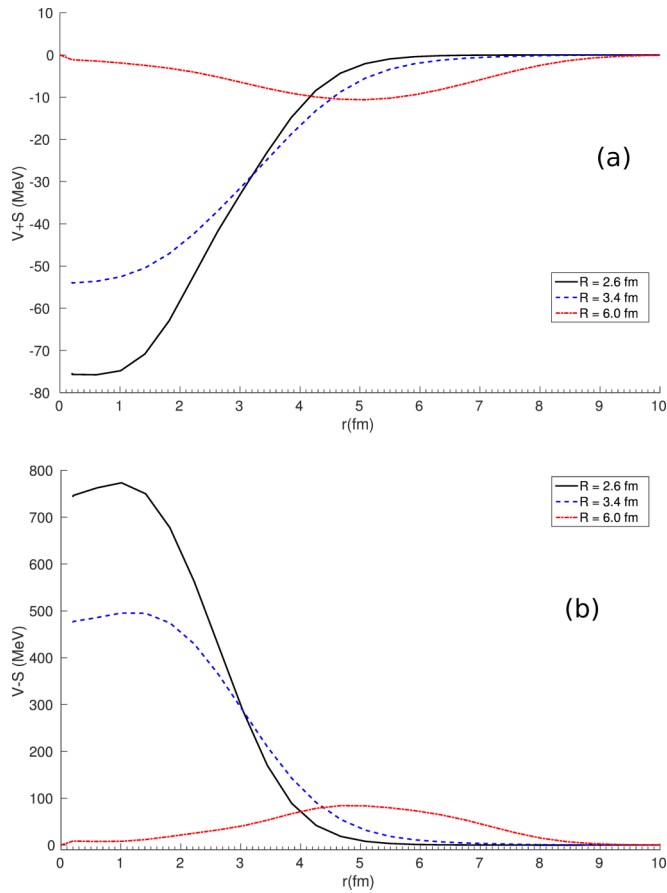 10
0
-10
-20
-30
-40
-50
-60
-70
-80
V+S (MeV)
(a)
R = 2.6 fm
R = 3.4 fm
R = 6.0 fm
0 1 2 3 4 5 6 7 8 9 10
r(fm)
800
700
600
500
400
300
200
100
0
V-S (MeV)
R = 2.6 fm
R = 3.4 fm
R = 6.0 fm
(b)
0 1 2 3 4 5 6 7 8 9 10
r(fm)